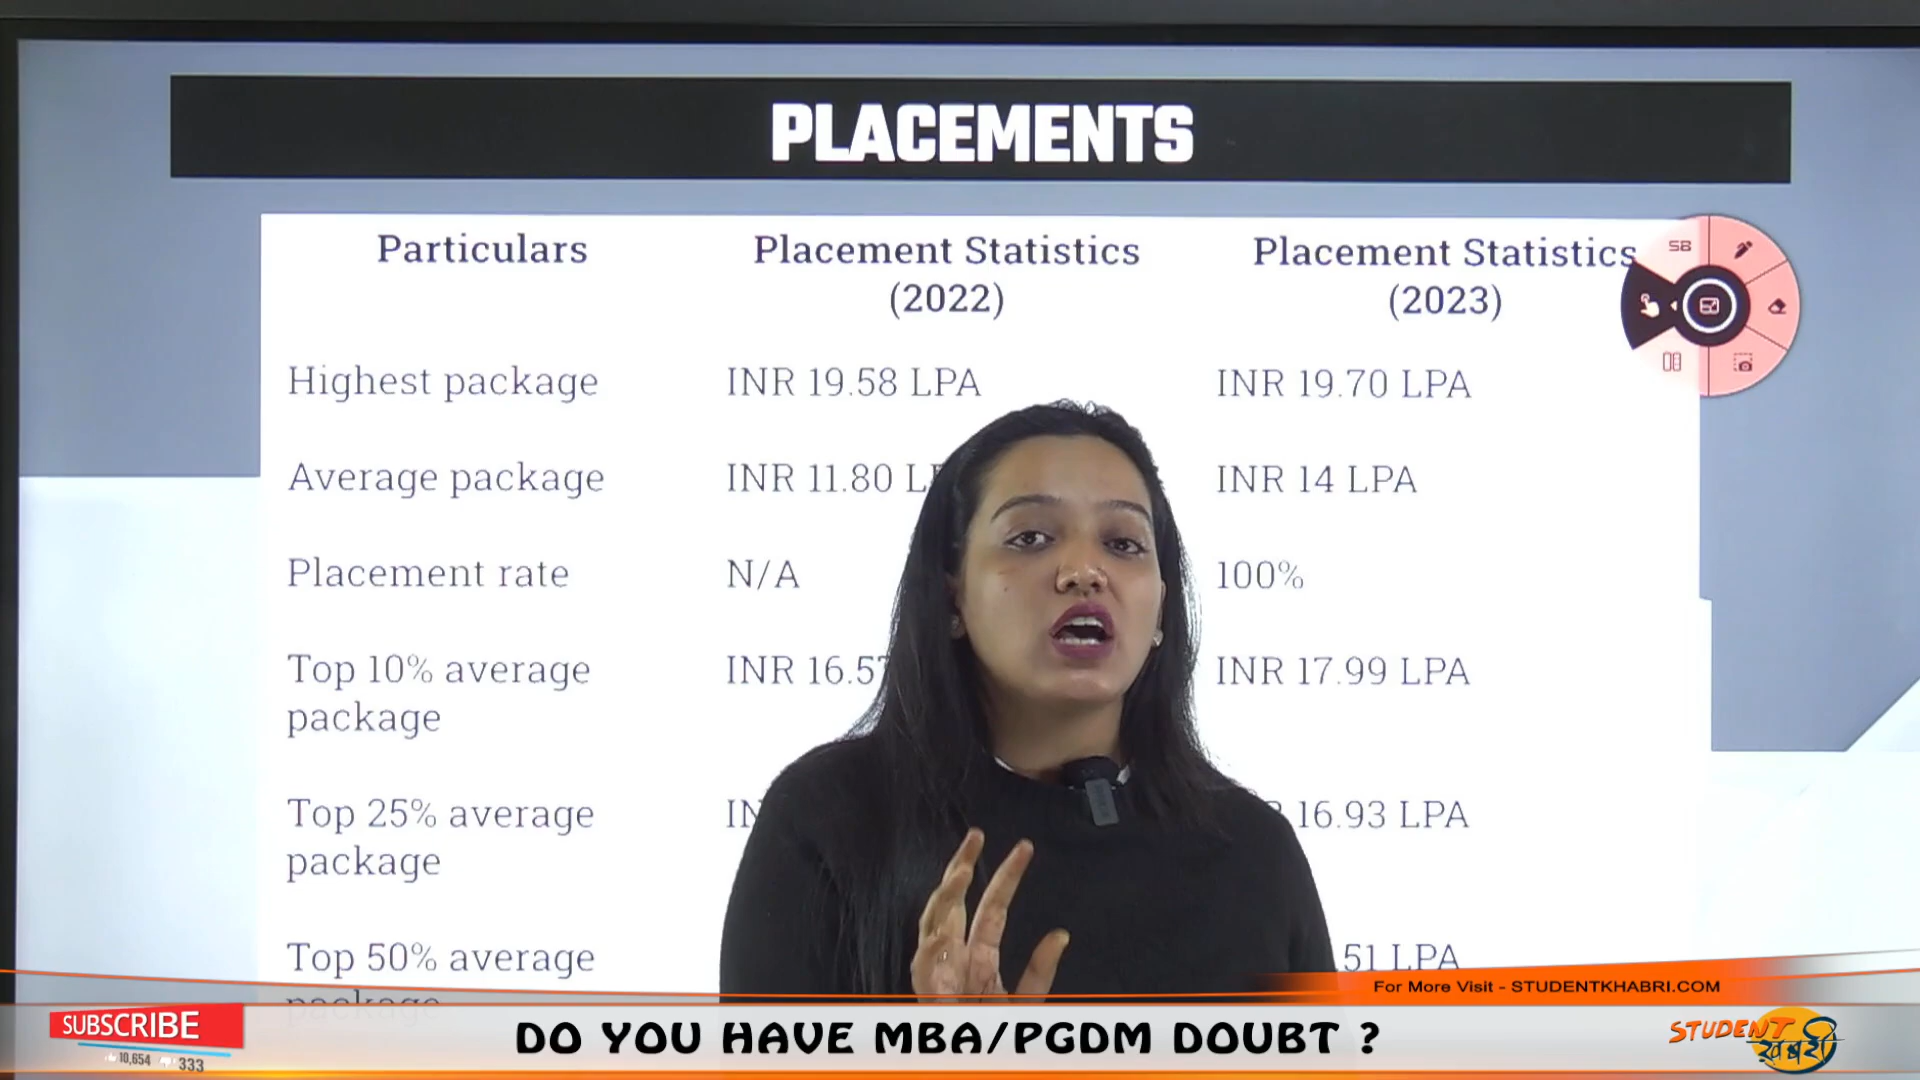 PLACEMENTS
Particulars
Placement Statistics
(2022)
Placement Statistics
(2023)
Highest package
INR 19.58 LPA
INR 19.70 LPA
Average package
INR 11.80
INR 14 LPA
Placement rate
N/A
100%
Top 10% average
package
INR 16.57
INR 17.99 LPA
Top 25% average
package
16.93 LPA
Top 50% average
package
.51 LPA
SB
For More Visit - STUDENTKHABRI.COM
SUBSCRIBE
10,654 333
DO YOU HAVE MBA/PGDM DOUBT ?
STUDENT
ख़बरी